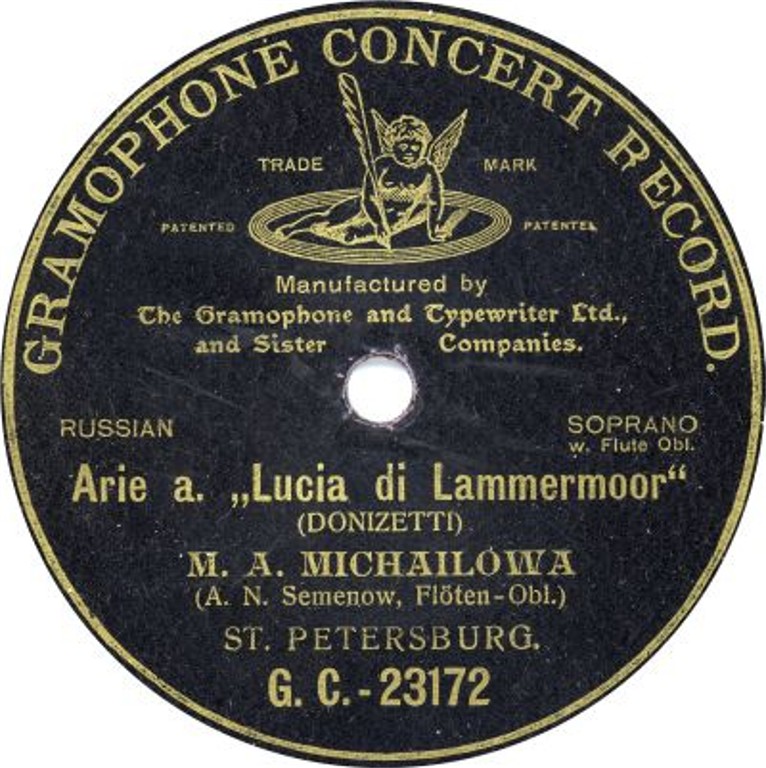 GRAMOPHONE CONCERT RECORD.
TRADE MARK
PATENTED PATENTED
Manufactured by
The Gramophone and Typewriter Ltd.,
and Sister Companies.
RUSSIAN SOPRANO
w. Flute Obl.
Arie a. „Lucia di Lammermoor“
(DONIZETTI)
M. A. MICHAILOWA
(A. N. Semenow, Flöten-Obl.)
ST. PETERSBURG.
G. C.-23172